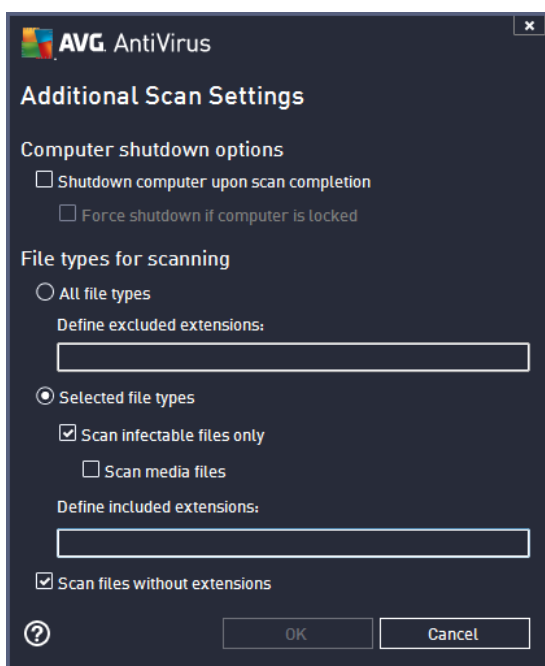 AVG. AntiVirus
Additional Scan Settings
Computer shutdown options
Shutdown computer upon scan completion
Force shutdown if computer is locked
File types for scanning
All file types
Define excluded extensions:
Selected file types
Scan infectable files only
Scan media files
Define included extensions:
Scan files without extensions
OK Cancel